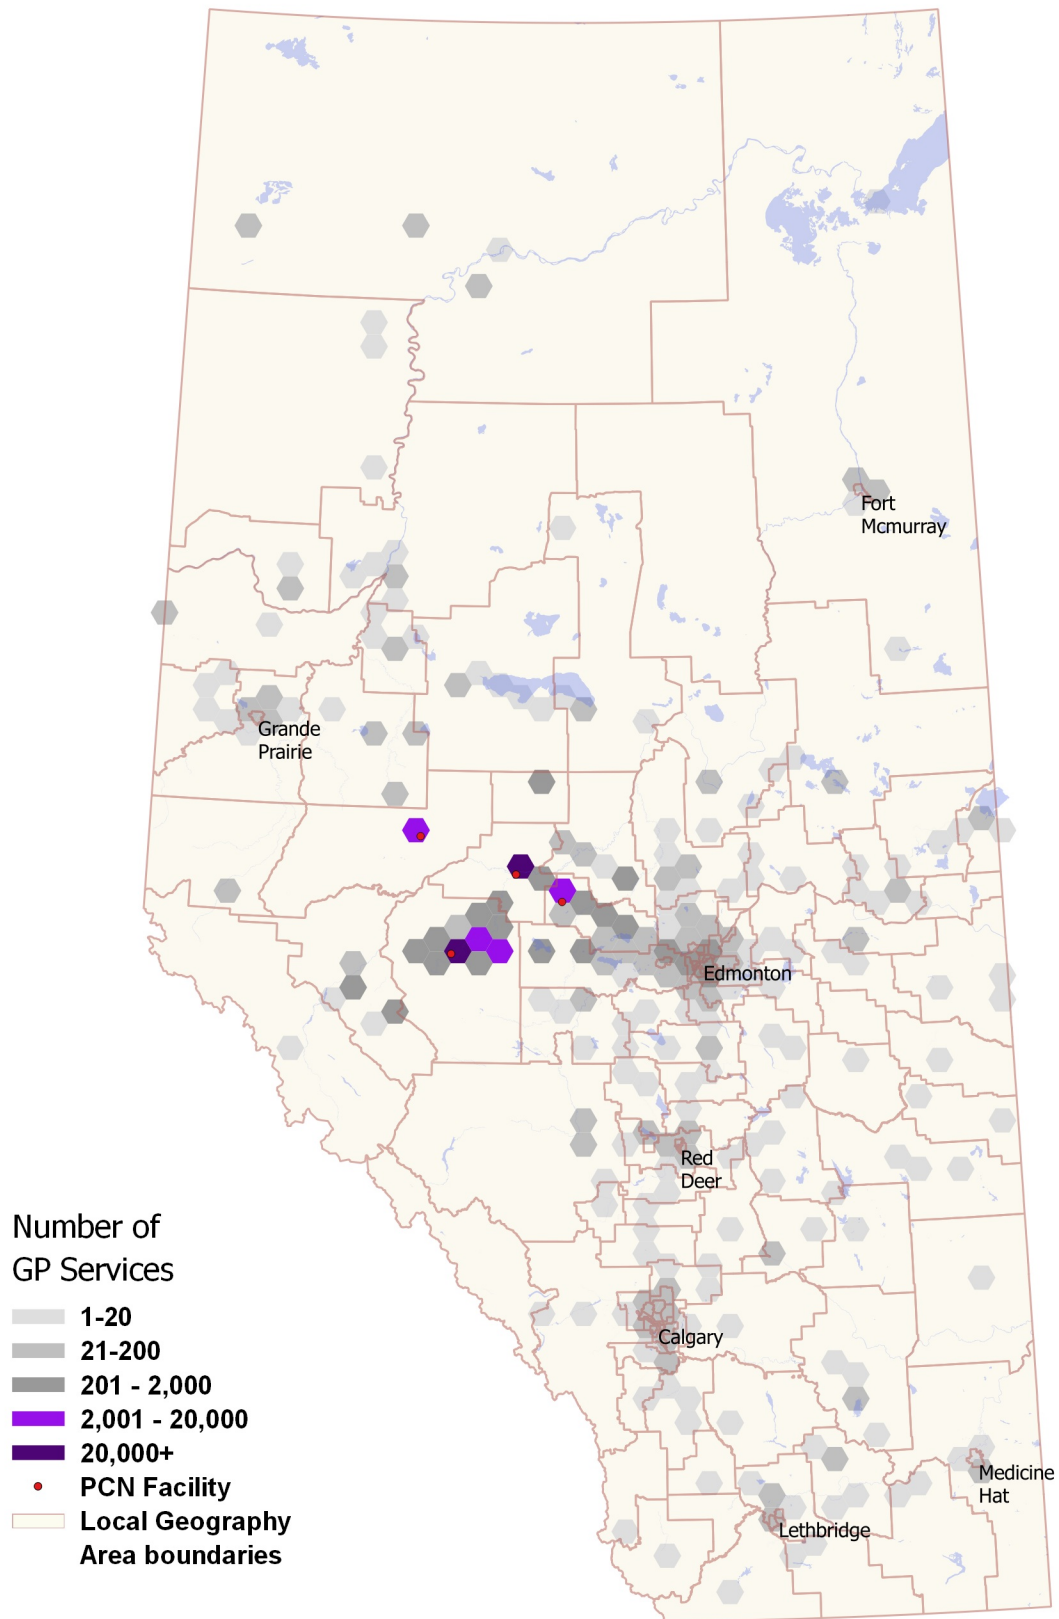 Fort
Mcmurray
Grande
Prairie
Edmonton
Red
Deer
Number of
GP Services
1-20
21-200
201 - 2,000
2,001 - 20,000
20,000+
PCN Facility
Local Geography
Area boundaries
Calgary
Medicine
Hat
Lethbridge